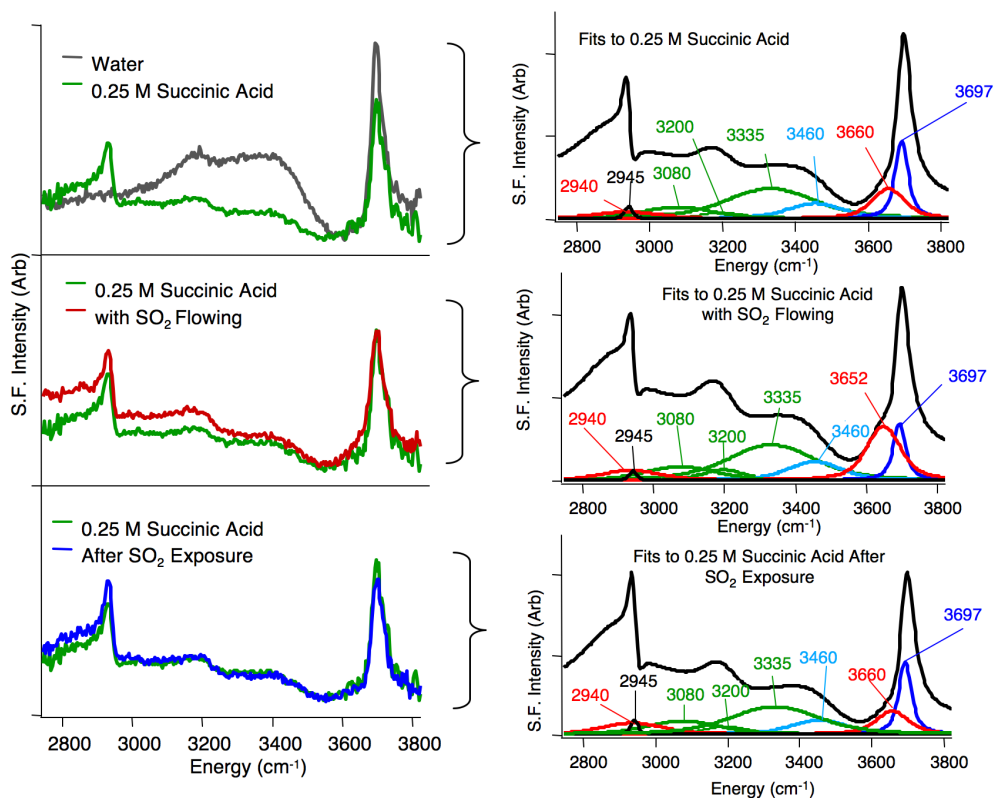 Water
0.25 M Succinic Acid
0.25 M Succinic Acid
with SO₂ Flowing
0.25 M Succinic Acid
After SO₂ Exposure
S.F. Intensity (Arb)
2800 3000 3200 3400 3600 3800
Energy (cm⁻¹)
Fits to 0.25 M Succinic Acid
S.F. Intensity (Arb)
2940
2945
3080
3200
3335
3460
3660
3697
2800 3000 3200 3400 3600 3800
Energy (cm⁻¹)
Fits to 0.25 M Succinic Acid
with SO₂ Flowing
S.F. Intensity (Arb)
2940
2945
3080
3200
3335
3460
3652
3697
2800 3000 3200 3400 3600 3800
Energy (cm⁻¹)
Fits to 0.25 M Succinic Acid After
SO₂ Exposure
S.F. Intensity (Arb)
2940
2945
3080
3200
3335
3460
3660
3697
2800 3000 3200 3400 3600 3800
Energy (cm⁻¹)